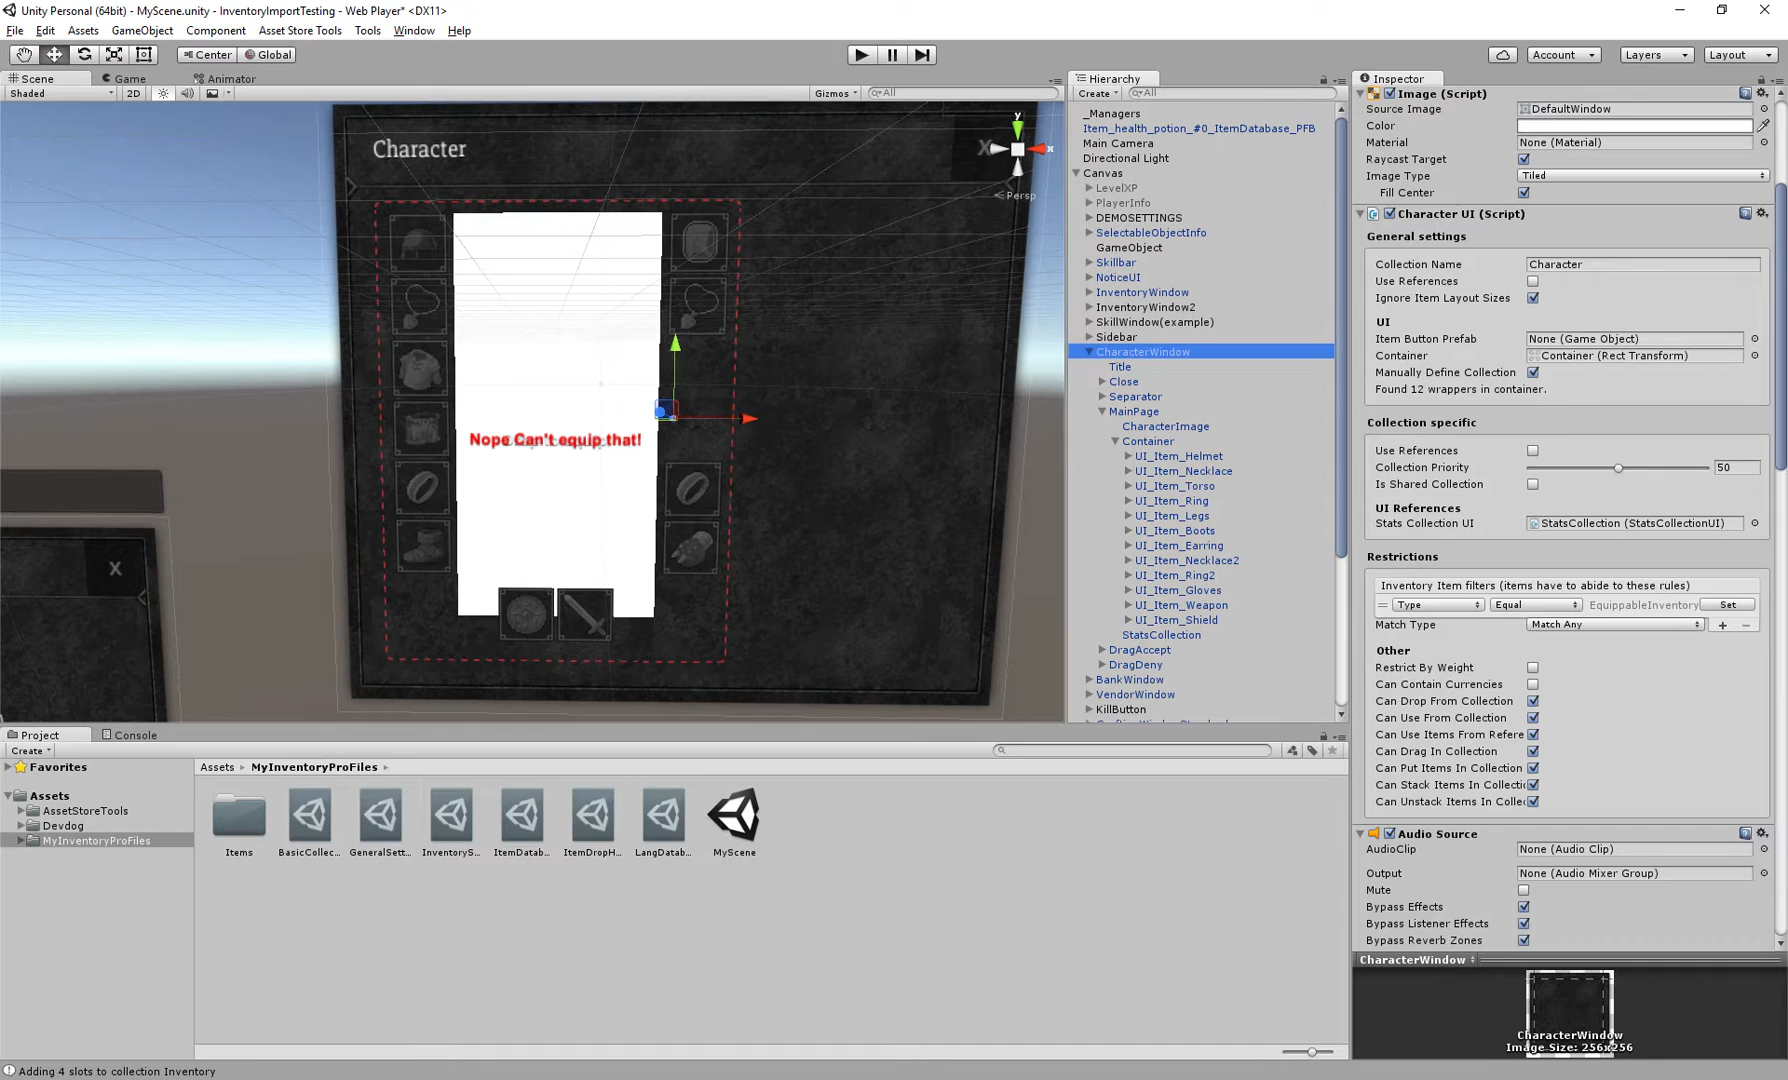 Unity Personal (64bit) - MyScene.unity - InventoryImportTesting - Web Player* <DX11>
File Edit Assets GameObject Component Asset Store Tools Tools Window Help
Center Global
Account Layers Layout
Scene Game Animator
Shaded 2D Gizmos All
Character
X
y
x
Persp
Nope Can't equip that!
X
Hierarchy
Create All
_Managers
Item_health_potion_#0_ItemDatabase_PFB
Main Camera
Directional Light
Canvas
LevelXP
PlayerInfo
DEMOSETTINGS
SelectableObjectInfo
GameObject
Skillbar
NoticeUI
InventoryWindow
InventoryWindow2
SkillWindow(example)
Sidebar
CharacterWindow
Title
Close
Separator
MainPage
CharacterImage
Container
UI_Item_Helmet
UI_Item_Necklace
UI_Item_Torso
UI_Item_Ring
UI_Item_Legs
UI_Item_Boots
UI_Item_Earring
UI_Item_Necklace2
UI_Item_Ring2
UI_Item_Gloves
UI_Item_Weapon
UI_Item_Shield
StatsCollection
DragAccept
DragDeny
BankWindow
VendorWindow
KillButton
Inspector
Image (Script)
Source Image DefaultWindow
Color
Material None (Material)
Raycast Target
Image Type Tiled
Fill Center
Character UI (Script)
General settings
Collection Name Character
Use References
Ignore Item Layout Sizes
UI
Item Button Prefab None (Game Object)
Container Container (Rect Transform)
Manually Define Collection
Found 12 wrappers in container.
Collection specific
Use References
Collection Priority 50
Is Shared Collection
UI References
Stats Collection UI StatsCollection (StatsCollectionUI)
Restrictions
Inventory Item filters (items have to abide to these rules)
Type Equal EquippableInventory Set
Match Type Match Any + -
Other
Restrict By Weight
Can Contain Currencies
Can Drop From Collection
Can Use From Collection
Can Use Items From Refere
Can Drag In Collection
Can Put Items In Collection
Can Stack Items In Collectio
Can Unstack Items In Collec
Audio Source
AudioClip None (Audio Clip)
Output None (Audio Mixer Group)
Mute
Bypass Effects
Bypass Listener Effects
Bypass Reverb Zones
CharacterWindow
CharacterWindow
Image Size: 256x256
Project Console
Create
Favorites
Assets
AssetStoreTools
Devdog
MyInventoryProFiles
Assets MyInventoryProFiles
Items BasicCollec... GeneralSett... InventoryS... ItemDatab... ItemDropH... LangDatab... MyScene
Adding 4 slots to collection Inventory